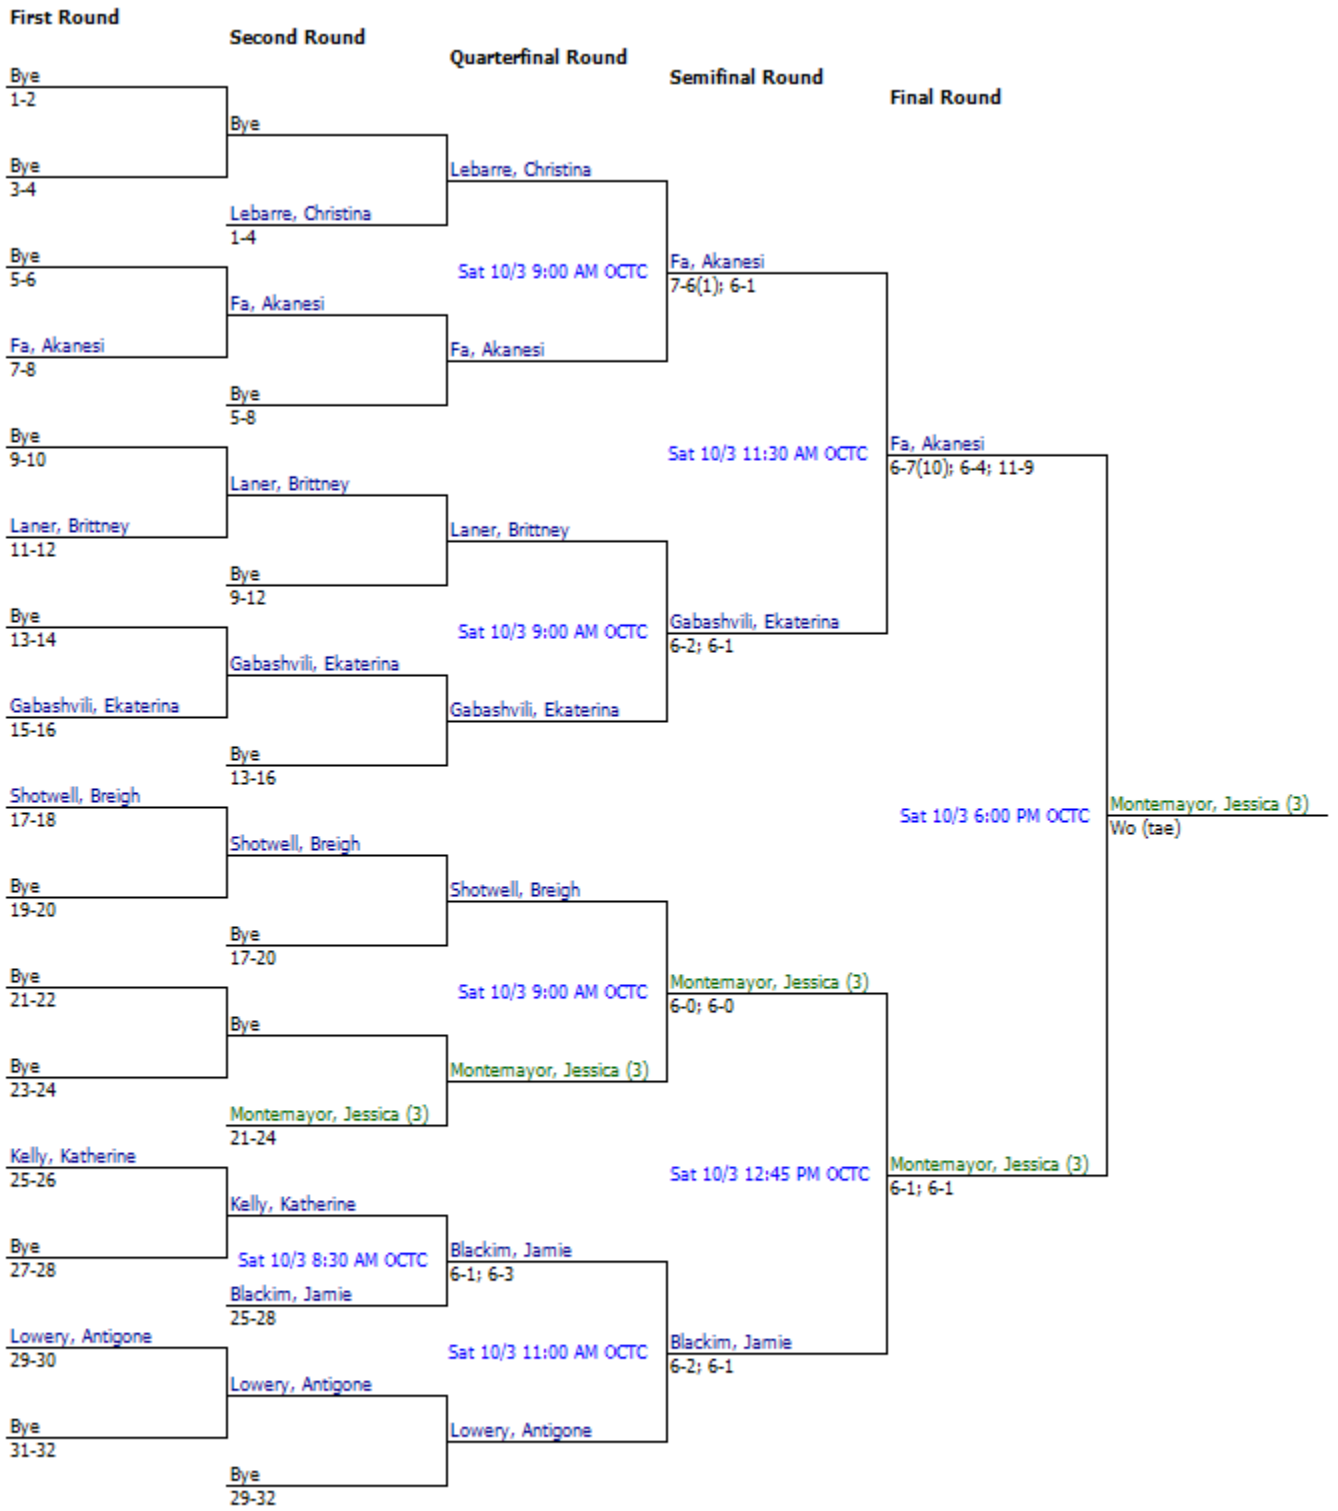 First Round
Second Round
Quarterfinal Round
Semifinal Round
Final Round
Bye
1-2
Bye
Bye
3-4
Lebarre, Christina
Lebarre, Christina
1-4
Bye
5-6
Sat 10/3 9:00 AM OCTC
Fa, Akanesi
7-6(1); 6-1
Fa, Akanesi
Fa, Akanesi
7-8
Fa, Akanesi
Bye
5-8
Bye
9-10
Sat 10/3 11:30 AM OCTC
Fa, Akanesi
6-7(10); 6-4; 11-9
Laner, Brittney
Laner, Brittney
11-12
Laner, Brittney
Bye
9-12
Bye
13-14
Sat 10/3 9:00 AM OCTC
Gabashvili, Ekaterina
6-2; 6-1
Gabashvili, Ekaterina
Gabashvili, Ekaterina
15-16
Gabashvili, Ekaterina
Bye
13-16
Shotwell, Breigh
17-18
Sat 10/3 6:00 PM OCTC
Montemayor, Jessica (3)
Wo (tae)
Shotwell, Breigh
Bye
19-20
Shotwell, Breigh
Bye
17-20
Bye
21-22
Sat 10/3 9:00 AM OCTC
Montemayor, Jessica (3)
6-0; 6-0
Bye
Bye
23-24
Montemayor, Jessica (3)
Montemayor, Jessica (3)
21-24
Kelly, Katherine
25-26
Sat 10/3 12:45 PM OCTC
Montemayor, Jessica (3)
6-1; 6-1
Kelly, Katherine
Bye
27-28
Sat 10/3 8:30 AM OCTC
Blackim, Jamie
6-1; 6-3
Blackim, Jamie
25-28
Lowery, Antigone
29-30
Sat 10/3 11:00 AM OCTC
Blackim, Jamie
6-2; 6-1
Lowery, Antigone
Bye
31-32
Lowery, Antigone
Bye
29-32